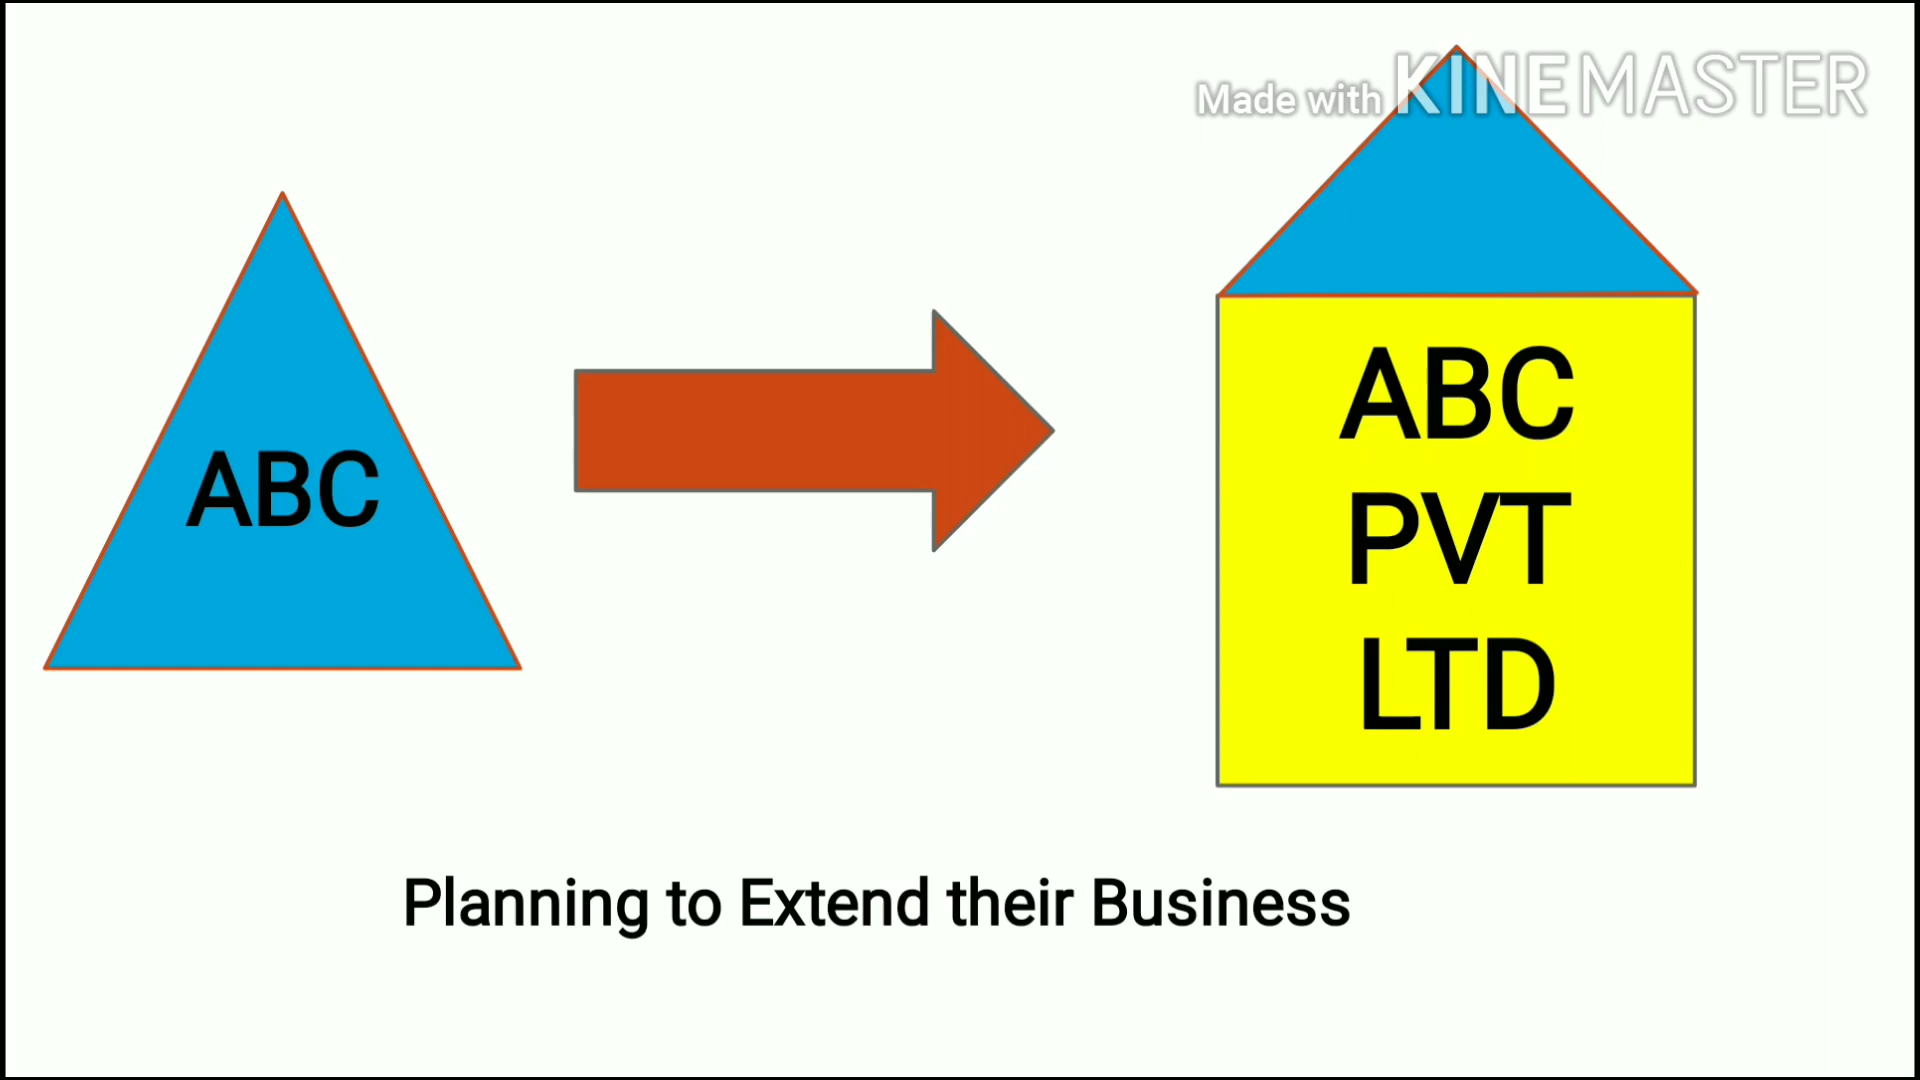 Made with KINEMASTER
ABC
ABC
PVT
LTD
Planning to Extend their Business